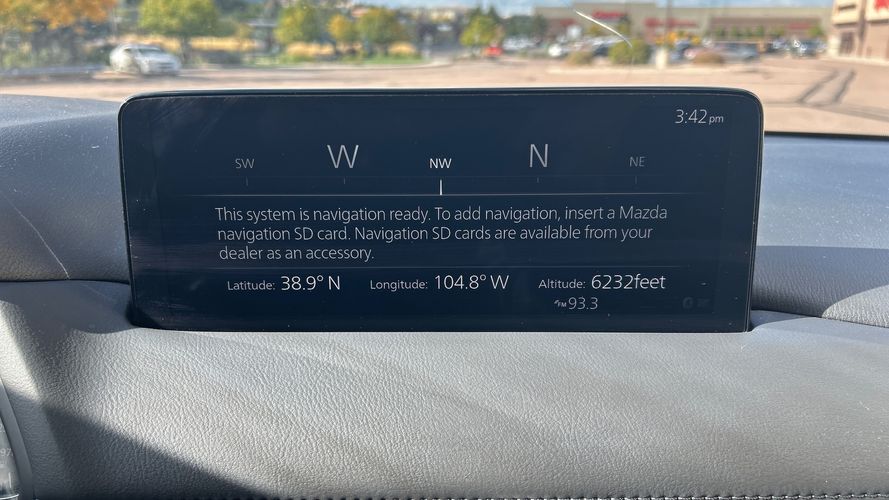 3:42 pm
SW W NW N NE
This system is navigation ready. To add navigation, insert a Mazda
navigation SD card. Navigation SD cards are available from your
dealer as an accessory.
Latitude: 38.9° N Longitude: 104.8° W Altitude: 6232feet
FM 93.3